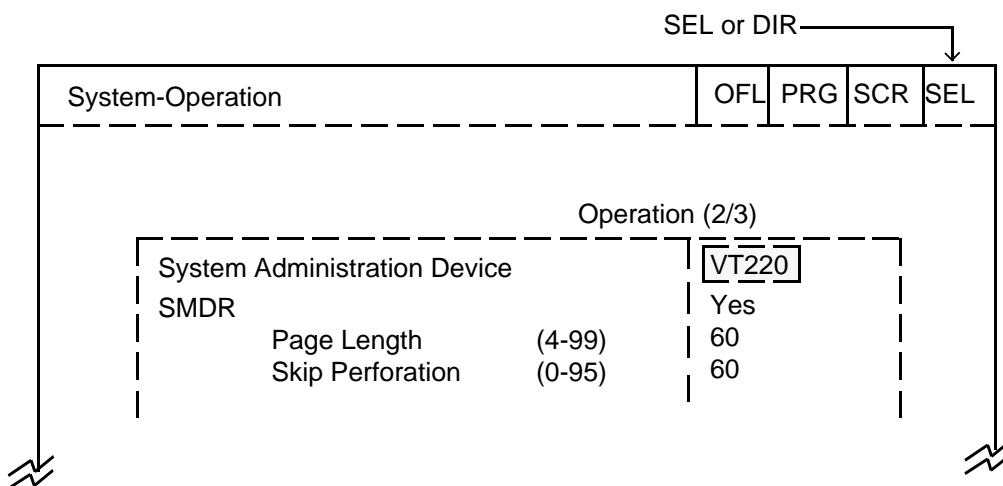 SEL or DIR
System-Operation OFL PRG SCR SEL
Operation (2/3)
System Administration Device VT220
SMDR Yes
Page Length (4-99) 60
Skip Perforation (0-95) 60